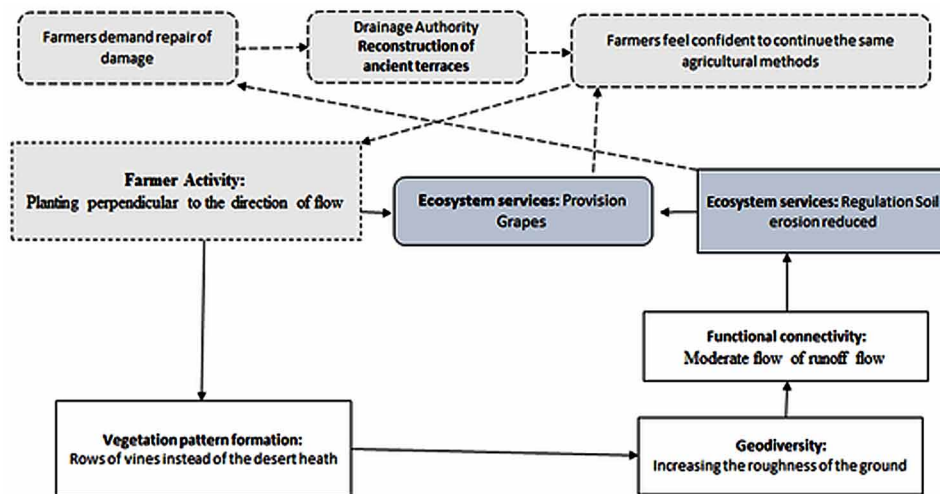 Farmers demand repair of
damage
Drainage Authority
Reconstruction of
ancient terraces
Farmers feel confident to continue the same
agricultural methods
Farmer Activity:
Planting perpendicular to the direction of flow
Ecosystem services: Provision
Grapes
Ecosystem services: Regulation Soil
erosion reduced
Functional connectivity:
Moderate flow of runoff flow
Vegetation pattern formation:
Rows of vines instead of the desert heath
Geodiversity:
Increasing the roughness of the ground